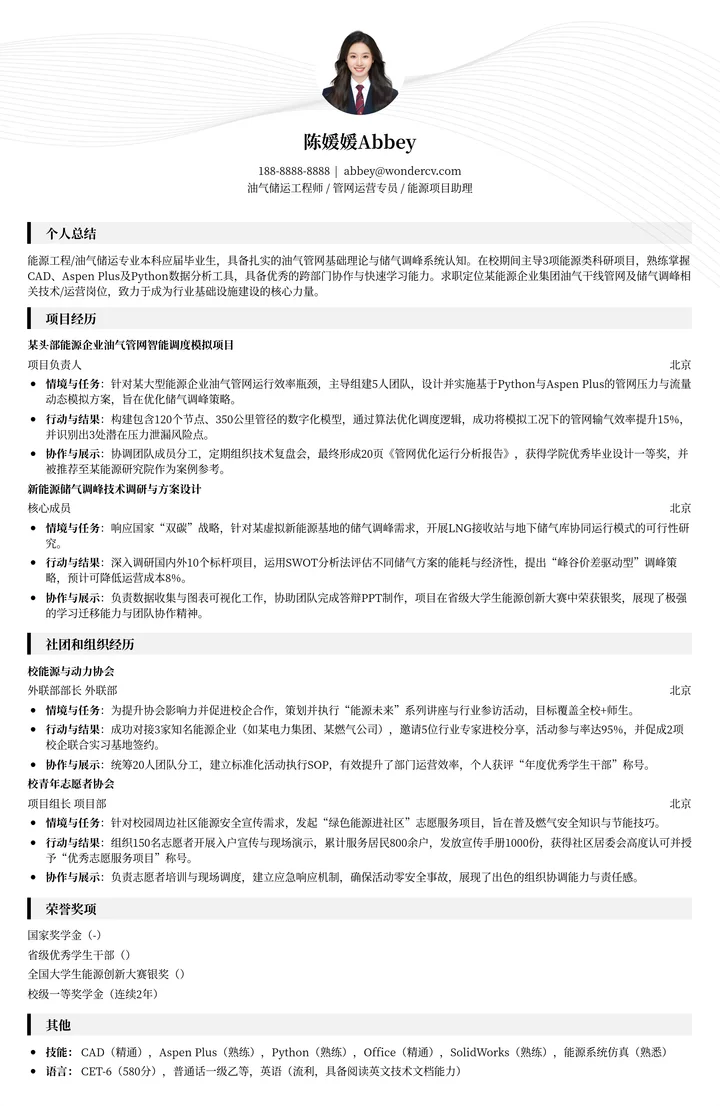 陈媛媛Abbey
188-8888-8888 | abbey@wondercv.com
油气储运工程师 / 管网运营专员 / 能源项目助理
个人总结
能源工程/油气储运专业本科应届毕业生，具备扎实的油气管网基础理论与储气调峰系统认知。在校期间主导3项能源类科研项目，熟练掌握
CAD、Aspen Plus及Python数据分析工具，具备优秀的跨部门协作与快速学习能力。求职定位某能源企业集团油气干线管网及储气调峰相
关技术/运营岗位，致力于成为行业基础设施建设的核心力量。
项目经历
某头部能源企业油气管网智能调度模拟项目
项目负责人 北京
• 情境与任务：针对某大型能源企业油气管网运行效率瓶颈，主导组建5人团队，设计并实施基于Python与Aspen Plus的管网压力与流量
动态模拟方案，旨在优化储气调峰策略。
• 行动与结果：构建包含120个节点、350公里管径的数字化模型，通过算法优化调度逻辑，成功将模拟工况下的管网输气效率提升15%，
并识别出3处潜在压力泄漏风险点。
• 协作与展示：协调团队成员分工，定期组织技术复盘会，最终形成20页《管网优化运行分析报告》，获得学院优秀毕业设计一等奖，并
被推荐至某能源研究院作为案例参考。
新能源储气调峰技术调研与方案设计
核心成员 北京
• 情境与任务：响应国家“双碳”战略，针对某虚拟新能源基地的储气调峰需求，开展LNG接收站与地下储气库协同运行模式的可行性研
究。
• 行动与结果：深入调研国内外10个标杆项目，运用SWOT分析法评估不同储气方案的能耗与经济性，提出“峰谷价差驱动型”调峰策
略，预计可降低运营成本8%。
• 协作与展示：负责数据收集与图表可视化工作，协助团队完成答辩PPT制作，项目在省级大学生能源创新大赛中荣获银奖，展现了极强
的学习迁移能力与团队协作精神。
社团和组织经历
校能源与动力协会
外联部部长 外联部 北京
• 情境与任务：为提升协会影响力并促进校企合作，策划并执行“能源未来”系列讲座与行业参访活动，目标覆盖全校+师生。
• 行动与结果：成功对接3家知名能源企业（如某电力集团、某燃气公司），邀请5位行业专家进校分享，活动参与率达95%，并促成2项
校企联合实习基地签约。
• 协作与展示：统筹20人团队分工，建立标准化活动执行SOP，有效提升了部门运营效率，个人获评“年度优秀学生干部”称号。
校青年志愿者协会
项目组长 项目部 北京
• 情境与任务：针对校园周边社区能源安全宣传需求，发起“绿色能源进社区”志愿服务项目，旨在普及燃气安全知识与节能技巧。
• 行动与结果：组织150名志愿者开展入户宣传与现场演示，累计服务居民800余户，发放宣传手册1000份，获得社区居委会高度认可并授
予“优秀志愿服务项目”称号。
• 协作与展示：负责志愿者培训与现场调度，建立应急响应机制，确保活动零安全事故，展现了出色的组织协调能力与责任感。
荣誉奖项
国家奖学金（-）
省级优秀学生干部（）
全国大学生能源创新大赛银奖（）
校级一等奖学金（连续2年）
其他
• 技能： CAD（精通），Aspen Plus（熟练），Python（熟练），Office（精通），SolidWorks（熟练），能源系统仿真（熟悉）
• 语言： CET-6（580分），普通话一级乙等，英语（流利，具备阅读英文技术文档能力）